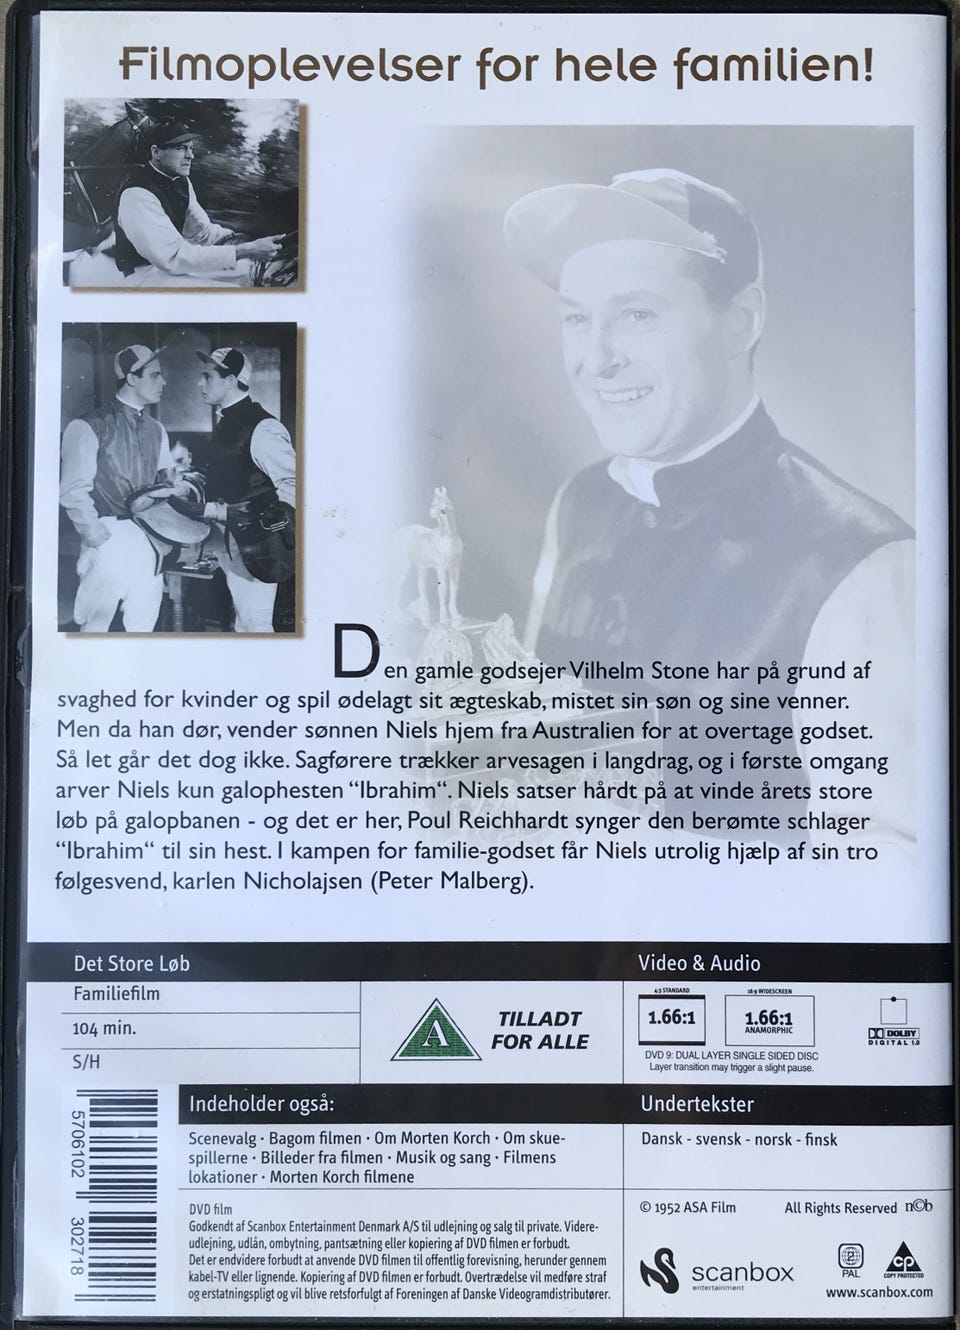 Filmoplevelser for hele familien!
Den gamle godsejer Vilhelm Stone har på grund af
svaghed for kvinder og spil ødelagt sit ægteskab, mistet sin søn og sine venner.
Men da han dør, vender sønnen Niels hjem fra Australien for at overtage godset.
Så let går det dog ikke. Sagførere trækker arvesagen i langdrag, og i første omgang
arver Niels kun galophesten “Ibrahim“. Niels satser hårdt på at vinde årets store
løb på galopbanen - og det er her, Poul Reichhardt synger den berømte schlager
“Ibrahim“ til sin hest. I kampen for familie-godset får Niels utrolig hjælp af sin tro
følgesvend, karlen Nicholajsen (Peter Malberg).
Det Store Løb
Familiefilm
104 min.
S/H
A
TILLADT
FOR ALLE
Video & Audio
4:3 STANDARD
1.66:1
16:9 WIDESCREEN
1.66:1
ANAMORPHIC
DOLBY
DIGITAL 1.0
DVD 9: DUAL LAYER SINGLE SIDED DISC
Layer transition may trigger a slight pause.
5706102 302718
Indeholder også:
Scenevalg · Bagom filmen · Om Morten Korch · Om skue-
spillerne · Billeder fra filmen · Musik og sang · Filmens
lokationer · Morten Korch filmene
Undertekster
Dansk - svensk - norsk - finsk
DVD film
Godkendt af Scanbox Entertainment Denmark A/S til udlejning og salg til private. Videre-
udlejning, udlån, ombytning, pantsætning eller kopiering af DVD filmen er forbudt.
Det er endvidere forbudt at anvende DVD filmen til offentlig forevisning, herunder gennem
kabel-TV eller lignende. Kopiering af DVD filmen er forbudt. Overtrædelse vil medføre straf
og erstatningspligt og vil blive retsforfulgt af Foreningen af Danske Videogramdistributører.
© 1952 ASA Film
All Rights Reserved n©b
scanbox
entertainment
2
PAL
CP
COPY PROTECTED
www.scanbox.com